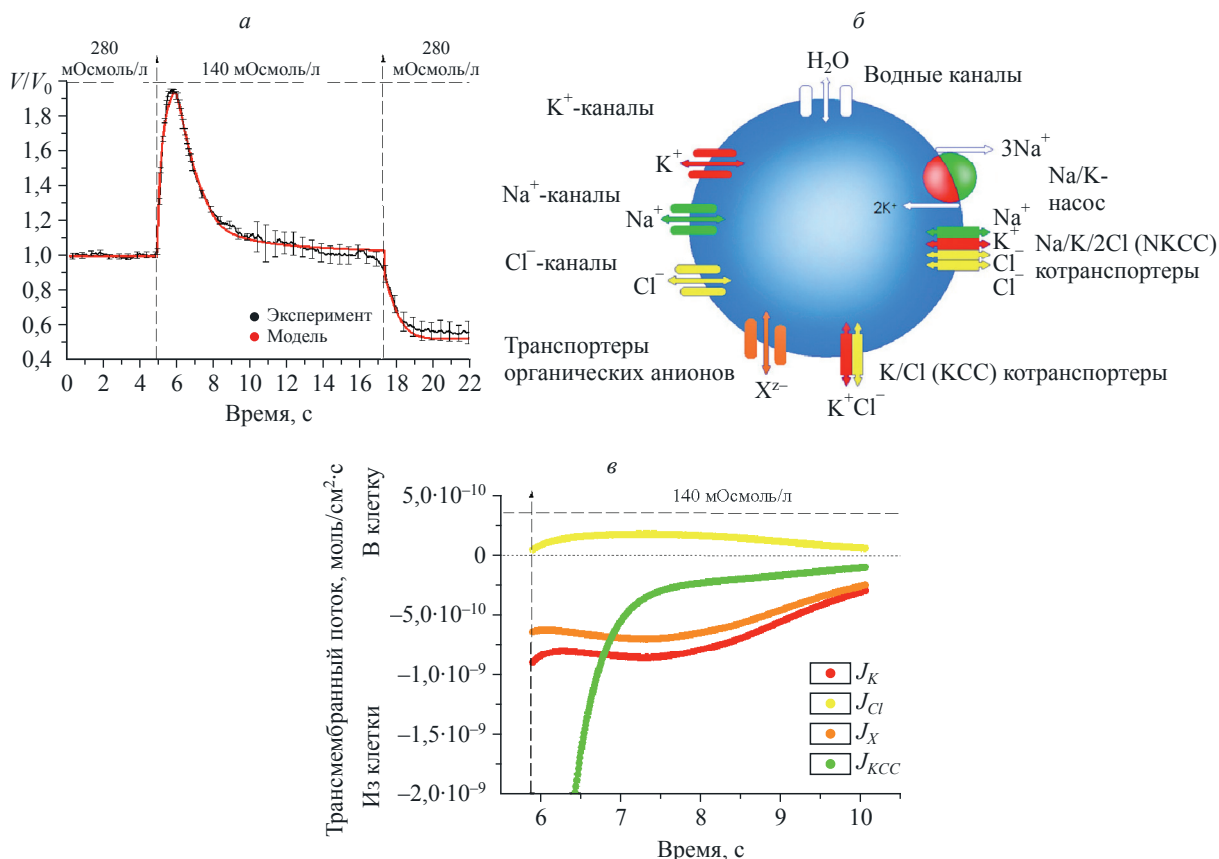 а
280
мОсмоль/л
140 мОсмоль/л
280
мОсмоль/л
V/V0
1,8
1,6
1,4
1,2
1,0
0,8
0,6
0,4
0 2 4 6 8 10 12 14 16 18 20 22
Время, с
Эксперимент
Модель
б
H2O
Водные каналы
K+-каналы
K+
Na+-каналы
Na+
Cl−-каналы
Cl−
Транспортеры
органических анионов
Xz−
K+Cl−
K/Cl (KCC) котранспортеры
3Na+
Na/K-
насос
2K+
Na+
K+
Cl−
Cl−
Na/K/2Cl (NKCC)
котранспортеры
в
Трансмембранный поток, моль/см2·с
Из клетки
В клетку
140 мОсмоль/л
5,0·10−10
0
−5,0·10−10
−1,0·10−9
−1,5·10−9
−2,0·10−9
6 7 8 9 10
Время, с
JK
JCl
JX
JKCC